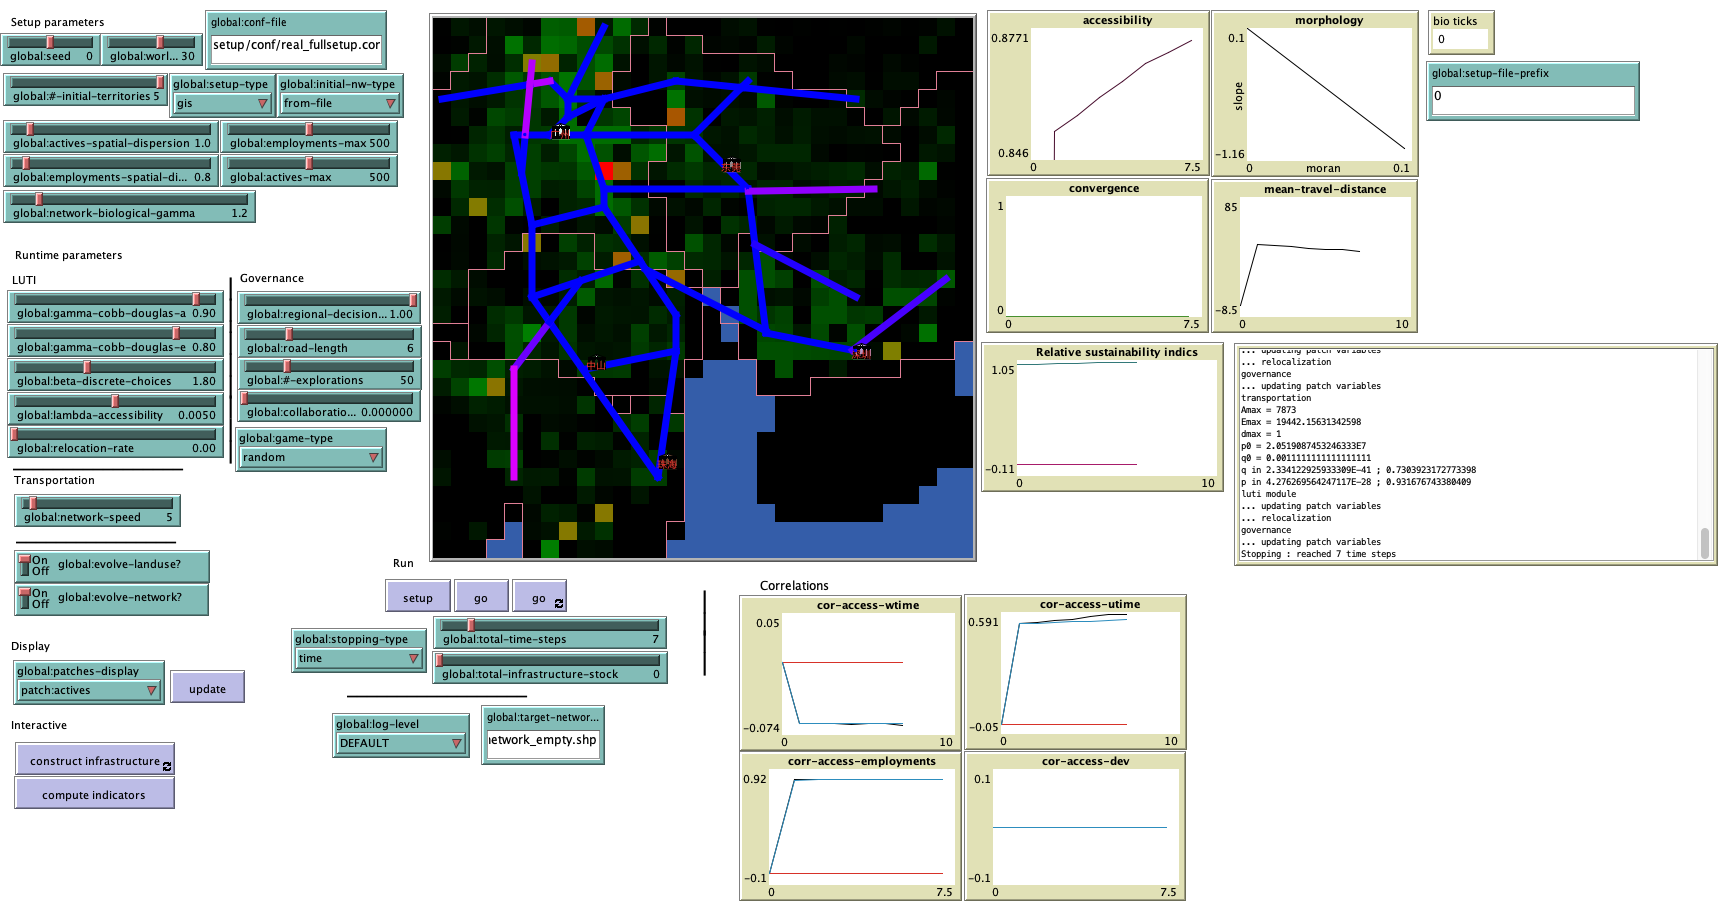 Setup parameters
global:seed 0
global:worl... 30
global:conf-file
setup/conf/real_fullsetup.cor
global:#-initial-territories 5
global:setup-type
gis
global:initial-nw-type
from-file
global:actives-spatial-dispersion 1.0
global:employments-max 500
global:employments-spatial-di... 0.8
global:actives-max 500
global:network-biological-gamma 1.2
Runtime parameters
LUTI
global:gamma-cobb-douglas-a 0.90
global:gamma-cobb-douglas-e 0.80
global:beta-discrete-choices 1.80
global:lambda-accessibility 0.0050
global:relocation-rate 0.00
Governance
global:regional-decision... 1.00
global:road-length 6
global:#-explorations 50
global:collaboratio... 0.000000
global:game-type
random
Transportation
global:network-speed 5
On
Off
global:evolve-landuse?
On
Off
global:evolve-network?
Display
global:patches-display
patch:actives
update
Interactive
construct infrastructure
compute indicators
中山
Run
setup
go
go
global:stopping-type
time
global:total-time-steps 7
global:total-infrastructure-stock 0
global:log-level
DEFAULT
global:target-networ...
network_empty.shp
accessibility
0.8771
0.846
0
7.5
morphology
0.1
slope
-1.16
0
moran
0.1
convergence
1
0
0
7.5
mean-travel-distance
85
-8.5
0
10
Relative sustainability indics
1.05
-0.11
0
10
bio ticks
0
global:setup-file-prefix
0
... updating patch variables
... relocalization
governance
... updating patch variables
transportation
Amax = 7873
Emax = 19442.15631342598
dmax = 1
p0 = 2.0519087453246333E7
q0 = 0.0011111111111111111
q in 2.334122925933309E-41 ; 0.7303923172773398
p in 4.276269564247117E-28 ; 0.931676743380409
luti module
... updating patch variables
... relocalization
governance
... updating patch variables
Stopping : reached 7 time steps
Correlations
cor-access-wtime
0.05
-0.074
0
10
cor-access-utime
0.591
-0.05
0
10
corr-access-employments
0.92
-0.1
0
7.5
cor-access-dev
0.1
-0.1
0
7.5